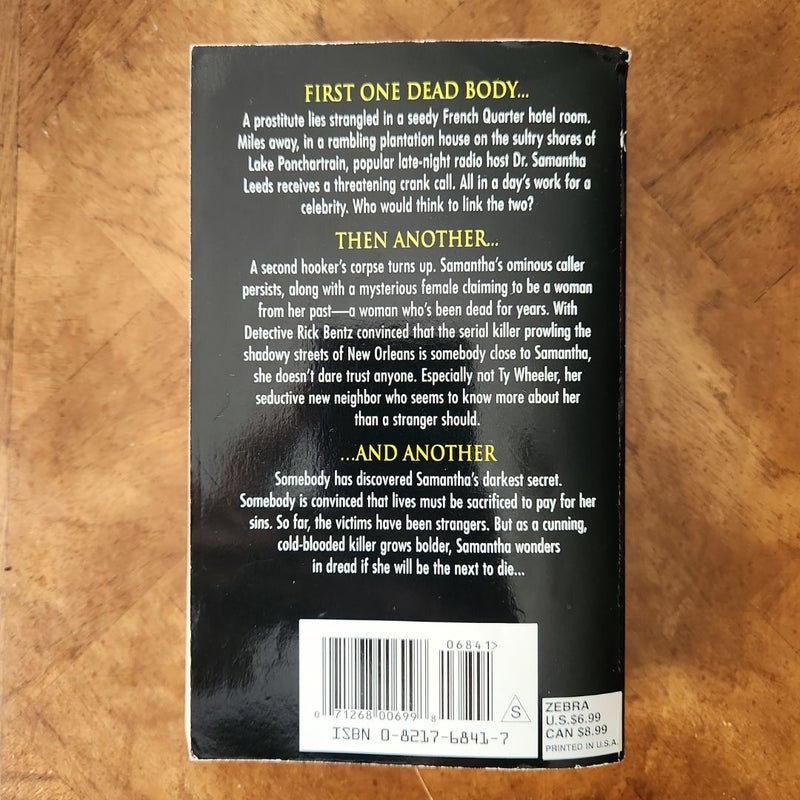 FIRST ONE DEAD BODY...
A prostitute lies strangled in a seedy French Quarter hotel room.
Miles away, in a rambling plantation house on the sultry shores of
Lake Ponchartrain, popular late-night radio host Dr. Samantha
Leeds receives a threatening crank call. All in a day's work for a
celebrity. Who would think to link the two?
THEN ANOTHER...
A second hooker's corpse turns up. Samantha's ominous caller
persists, along with a mysterious female claiming to be a woman
from her past—a woman who's been dead for years. With
Detective Rick Bentz convinced that the serial killer prowling the
shadowy streets of New Orleans is somebody close to Samantha,
she doesn't dare trust anyone. Especially not Ty Wheeler, her
seductive new neighbor who seems to know more about her
than a stranger should.
...AND ANOTHER
Somebody has discovered Samantha's darkest secret.
Somebody is convinced that lives must be sacrificed to pay for her
sins. So far, the victims have been strangers. But as a cunning,
cold-blooded killer grows bolder, Samantha wonders
in dread if she will be the next to die...
06841>
0 71268 00699 8
S
ISBN 0-8217-6841-7
ZEBRA
U.S.$6.99
CAN $8.99
PRINTED IN U.S.A.